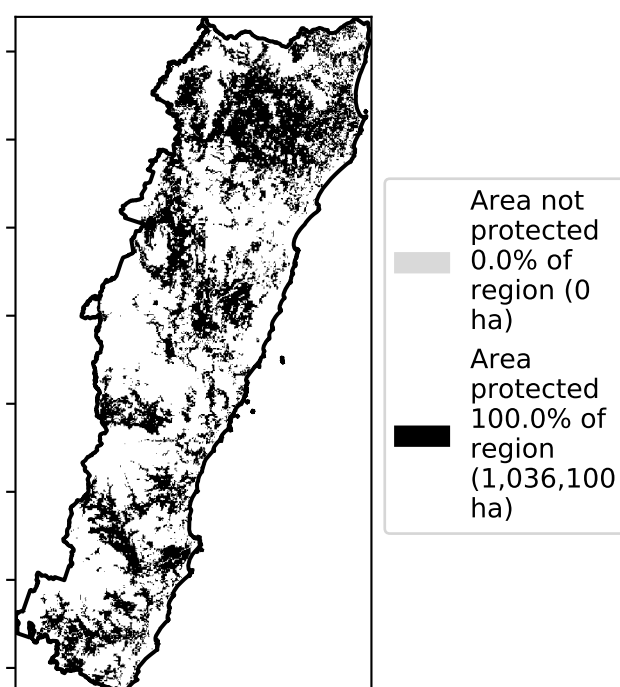 Area not
protected
0.0% of
region (0
ha)
Area
protected
100.0% of
region
(1,036,100
ha)